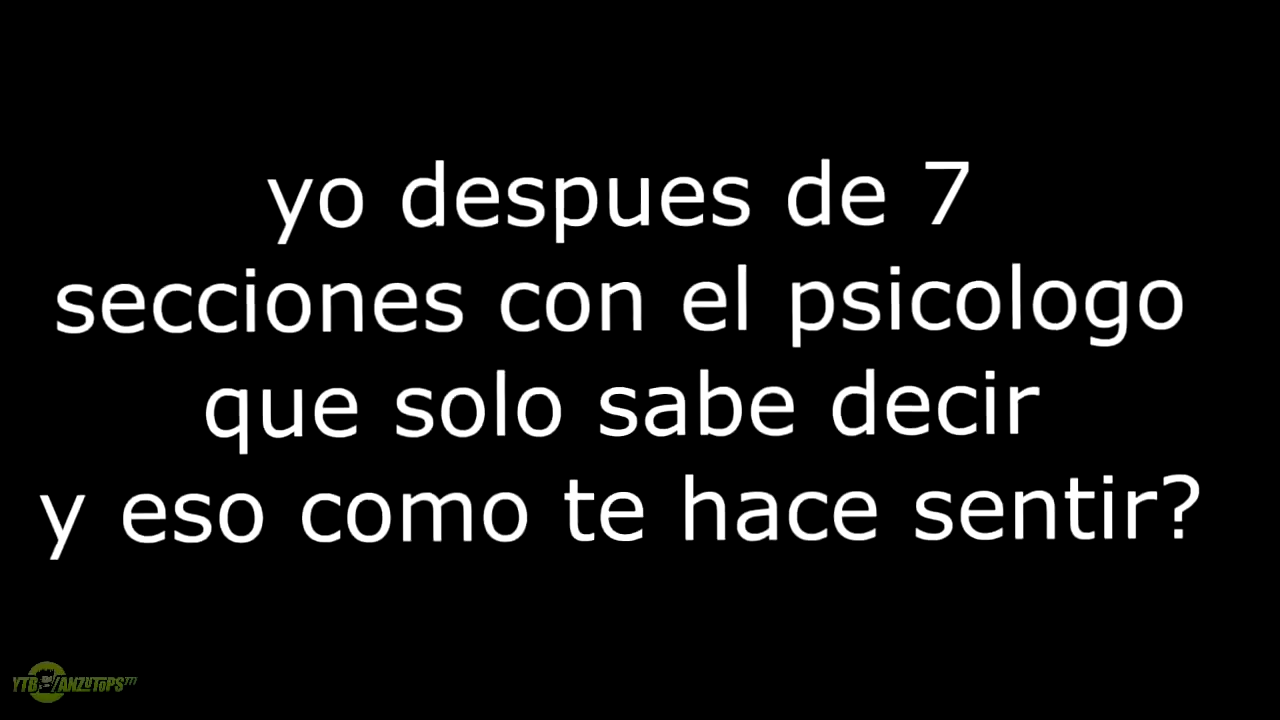 yo despues de 7
secciones con el psicologo
que solo sabe decir
y eso como te hace sentir?